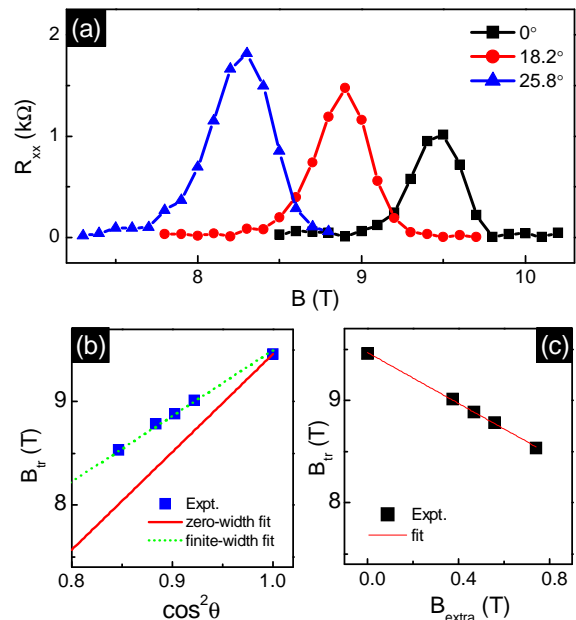 (a)
0°
18.2°
25.8°
2
1
0
R_xx (kΩ)
8
9
10
B (T)
(b)
9
8
B_tr (T)
Expt.
zero-width fit
finite-width fit
0.8
0.9
1.0
cos²θ
(c)
9
8
B_tr (T)
Expt.
fit
0.0
0.4
0.8
B_extra (T)